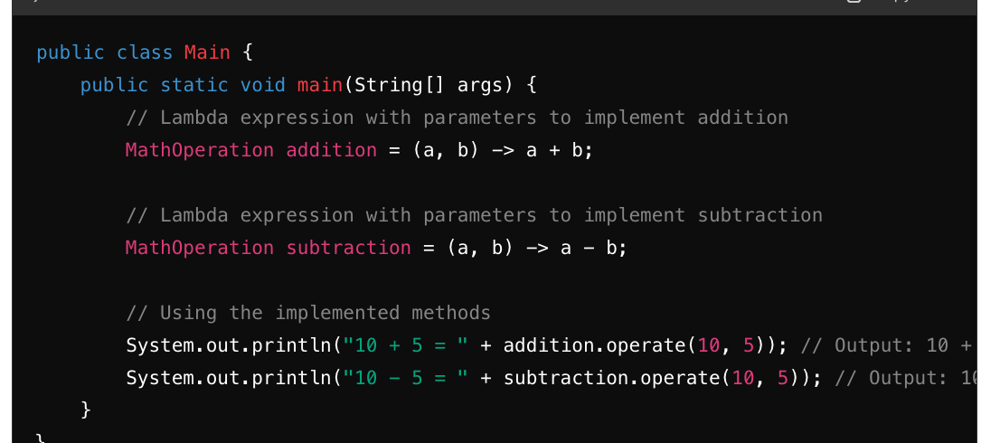 public class Main {
    public static void main(String[] args) {
        // Lambda expression with parameters to implement addition
        MathOperation addition = (a, b) -> a + b;
        // Lambda expression with parameters to implement subtraction
        MathOperation subtraction = (a, b) -> a - b;
        // Using the implemented methods
        System.out.println("10 + 5 = " + addition.operate(10, 5)); // Output: 10 +
        System.out.println("10 - 5 = " + subtraction.operate(10, 5)); // Output: 10
    }
}